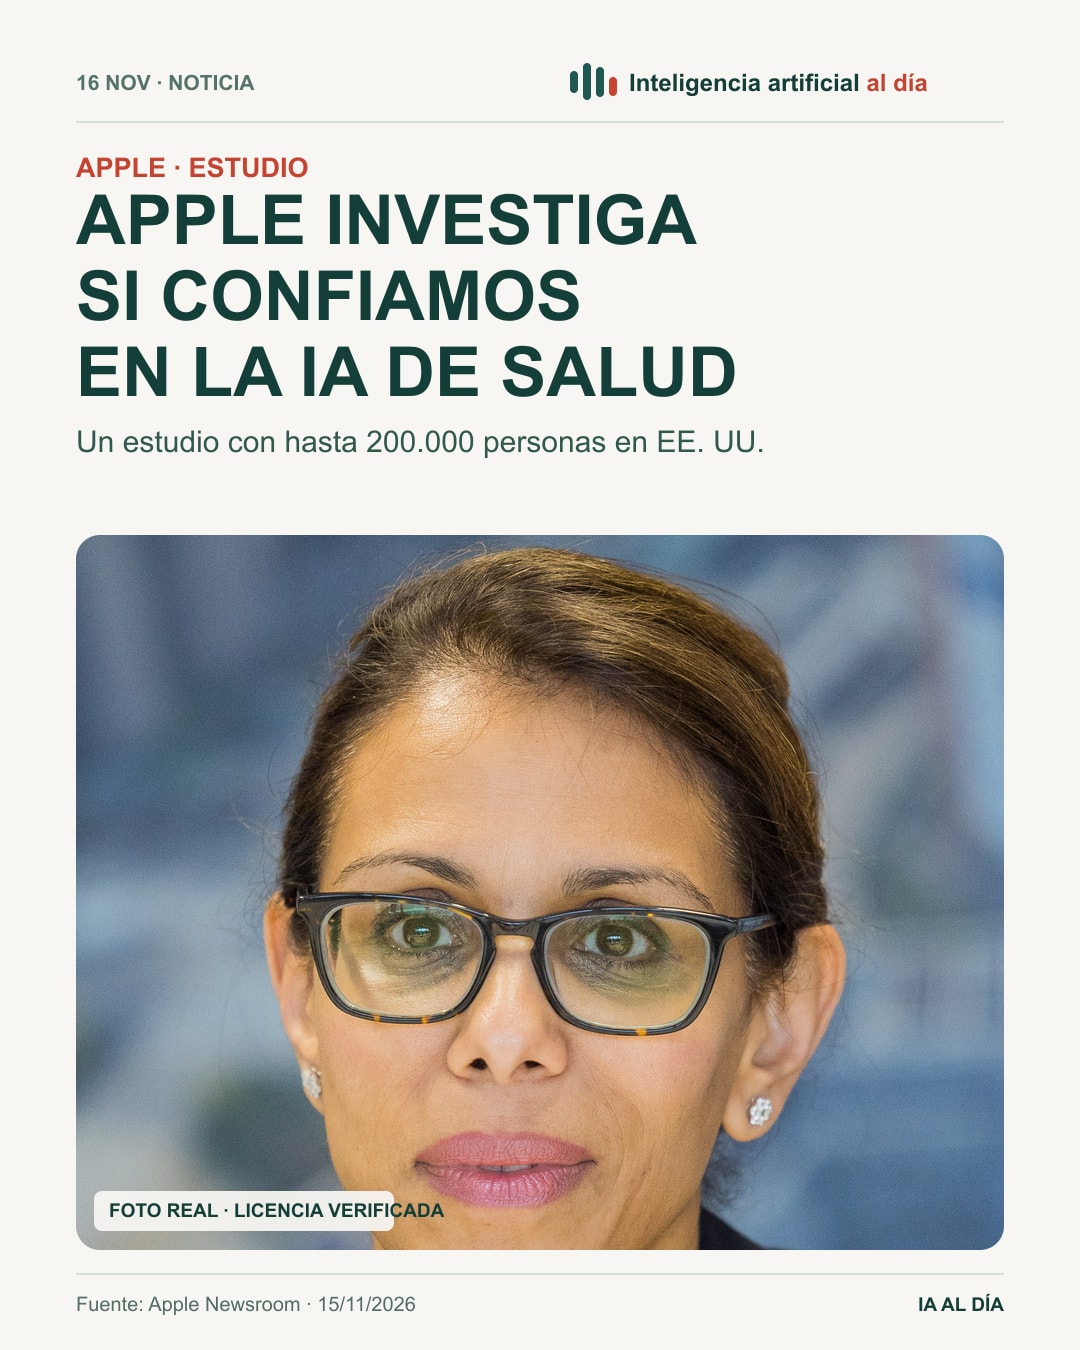 16 NOV · NOTICIA
Inteligencia artificial al día
APPLE · ESTUDIO
APPLE INVESTIGA
SI CONFIAMOS
EN LA IA DE SALUD
Un estudio con hasta 200.000 personas en EE. UU.
FOTO REAL · LICENCIA VERIFICADA
Fuente: Apple Newsroom · 15/11/2026
IA AL DÍA